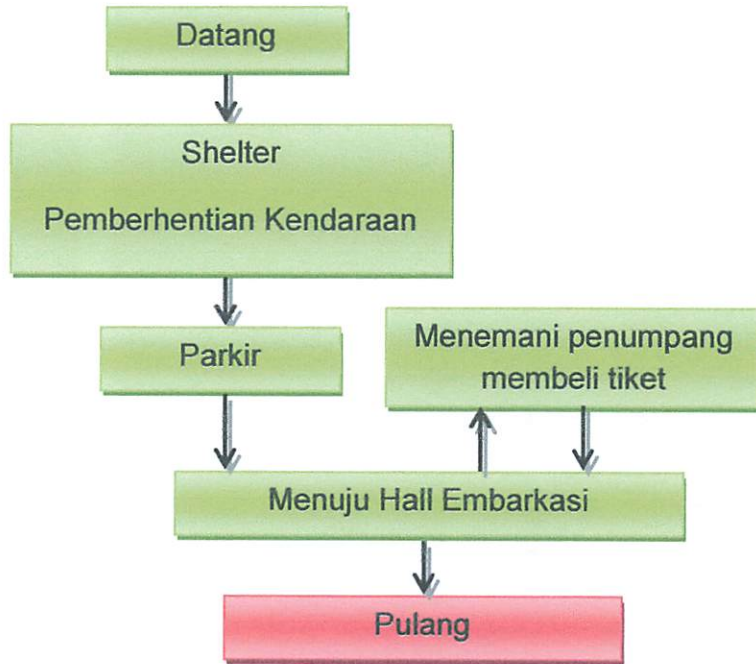 Datang
Shelter
Pemberhentian Kendaraan
Parkir
Menemani penumpang
membeli tiket
Menuju Hall Embarkasi
Pulang